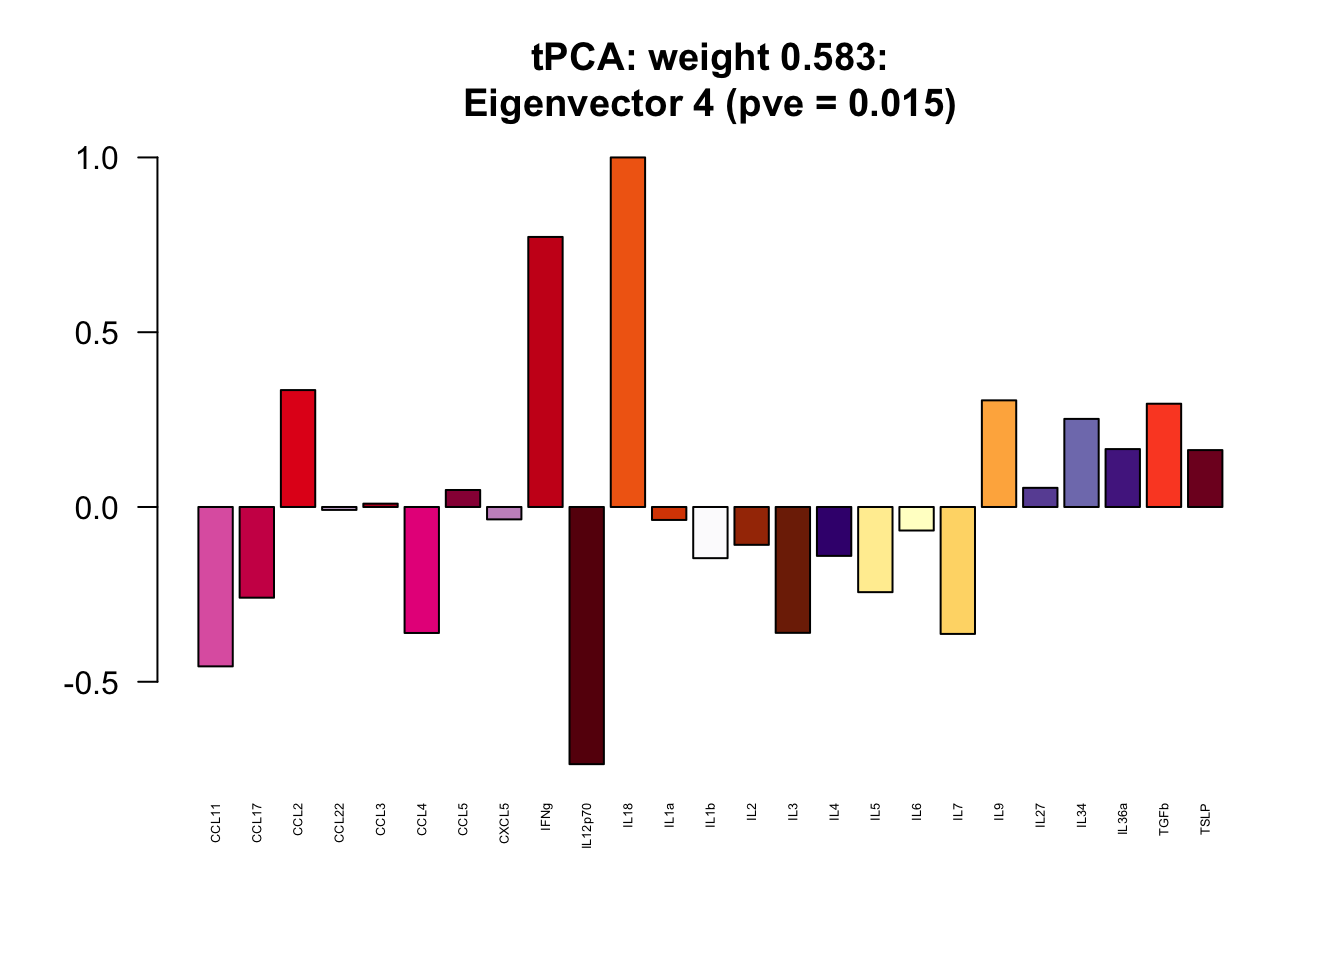 tPCA: weight 0.583:
Eigenvector 4 (pve = 0.015)
1.0
0.5
0.0
-0.5
CCL11
CCL17
CCL2
CCL22
CCL3
CCL4
CCL5
CXCL5
IFNg
IL12p70
IL18
IL1a
IL1b
IL2
IL3
IL4
IL5
IL6
IL7
IL9
IL27
IL34
IL36a
TGFb
TSLP